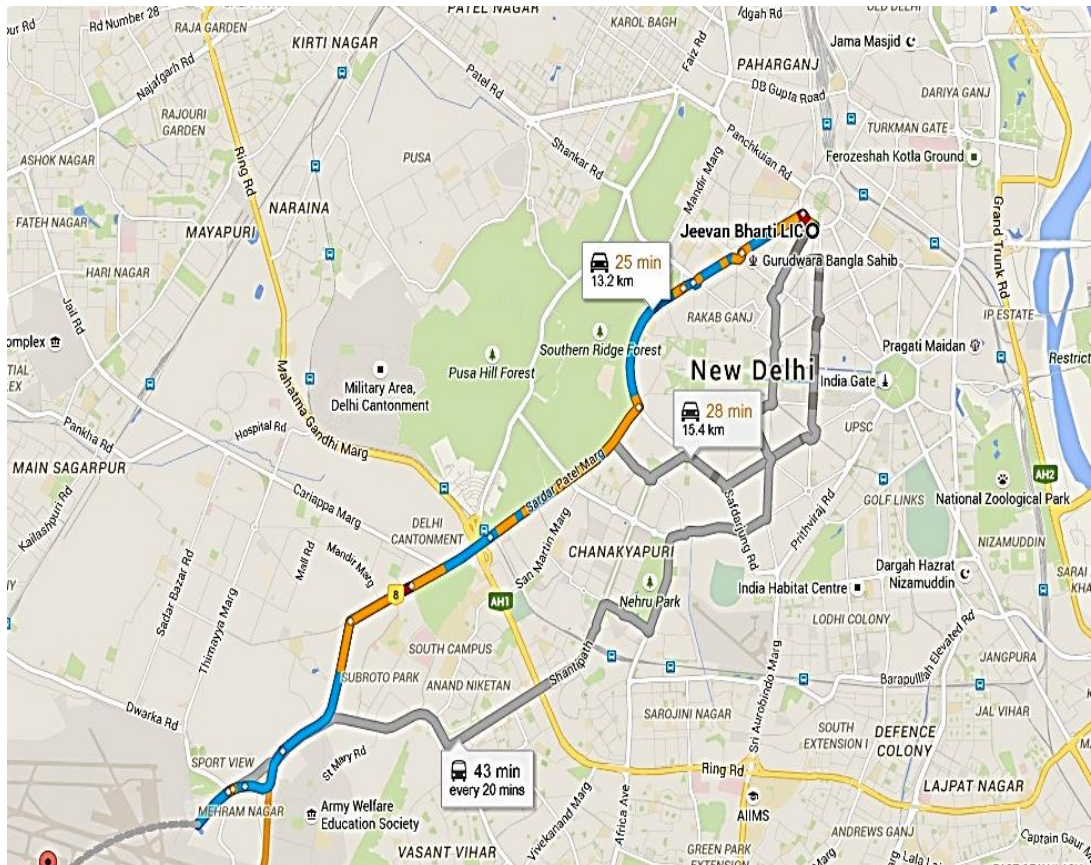 PATEL NAGAR
Rd Number 28
RAJA GARDEN
KIRTI NAGAR
KAROL BAGH
Jama Masjid
PAHARGANJ
DB Gupta Road
DARIYA GANJ
Najafgarh Rd
Patel Rd
Faiz Rd
RAJOURI
GARDEN
TURKMAN GATE
PUSA
Shankar Rd
Panchkuian Rd
Ferozeshah Kotla Ground
ASHOK NAGAR
Ring Rd
Mandir Marg
NARAINA
FATEH NAGAR
MAYAPURI
Jeevan Bharti LIC
Grand Trunk Rd
25 min
13.2 km
Gurudwara Bangla Sahib
HARI NAGAR
Jail Rd
RAKAB GANJ
IP ESTATE
Complex
Southern Ridge Forest
Pragati Maidan
Restric
Pusa Hill Forest
New Delhi
Military Area,
Delhi Cantonment
India Gate
28 min
15.4 km
Mahatma Gandhi Marg
Hospital Rd
UPSC
Pankha Rd
MAIN SAGARPUR
Sardar Patel Marg
AH2
National Zoological Park
Kailashpuri Rd
Cariappa Marg
Safdarjung Rd
GOLF LINKS
Prithviraj Rd
DELHI
CANTONMENT
San Martin Marg
CHANAKYAPURI
NIZAMUDDIN
Mall Rd
Mandir Marg
Sadar Bazar Rd
Thimayya Marg
Dargah Hazrat
Nizamuddin
SARAI
8
AH1
Nehru Park
India Habitat Centre
LODHI COLONY
SOUTH CAMPUS
Shantipath
Barapulllah Elevated Rd
JANGPURA
SUBROTO PARK
ANAND NIKETAN
Dwarka Rd
SAROJINI NAGAR
Sri Aurobindo Marg
JAL VIHAR
SOUTH
EXTENSION I
DEFENCE
COLONY
St Mary Rd
SPORT VIEW
43 min
every 20 mins
Ring Rd
LAJPAT NAGAR
MEHRAM NAGAR
Army Welfare
Education Society
AIIMS
Vivekanand Marg
Africa Ave
ANDREWS GANJ
VASANT VIHAR
GREEN PARK
EXTENSION
Lala L
Captain Gau